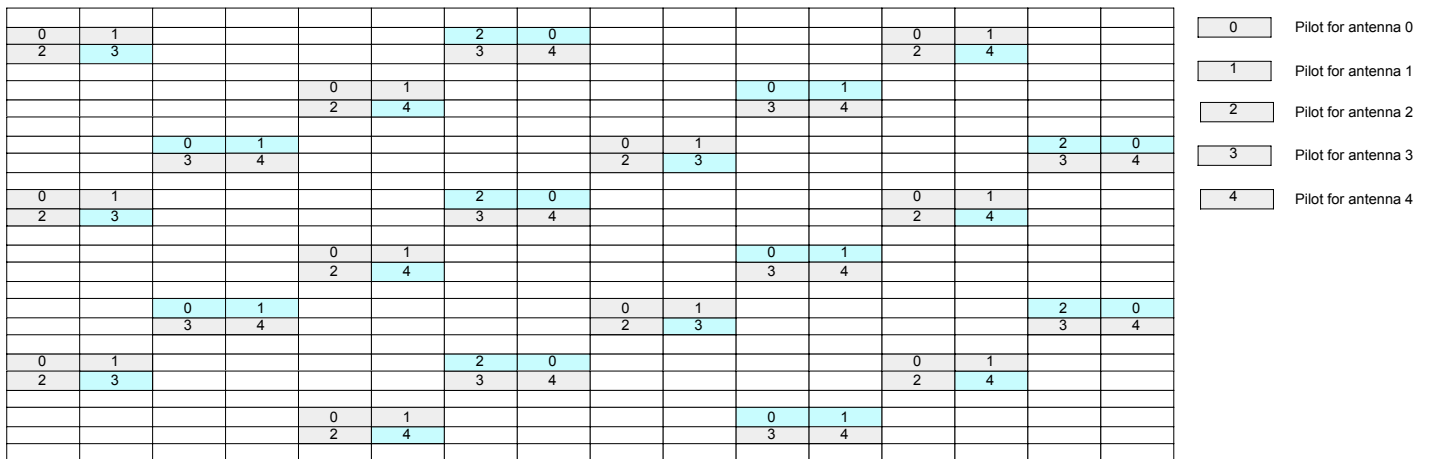 0 1 2 0 0 1
2 3 3 4 2 4
0 1 0 1
2 4 3 4
0 1 0 1 2 0
3 4 2 3 3 4
0 1 2 0 0 1
2 3 3 4 2 4
0 1 0 1
2 4 3 4
0 1 0 1 2 0
3 4 2 3 3 4
0 1 2 0 0 1
2 3 3 4 2 4
0 1 0 1
2 4 3 4
0 Pilot for antenna 0
1 Pilot for antenna 1
2 Pilot for antenna 2
3 Pilot for antenna 3
4 Pilot for antenna 4